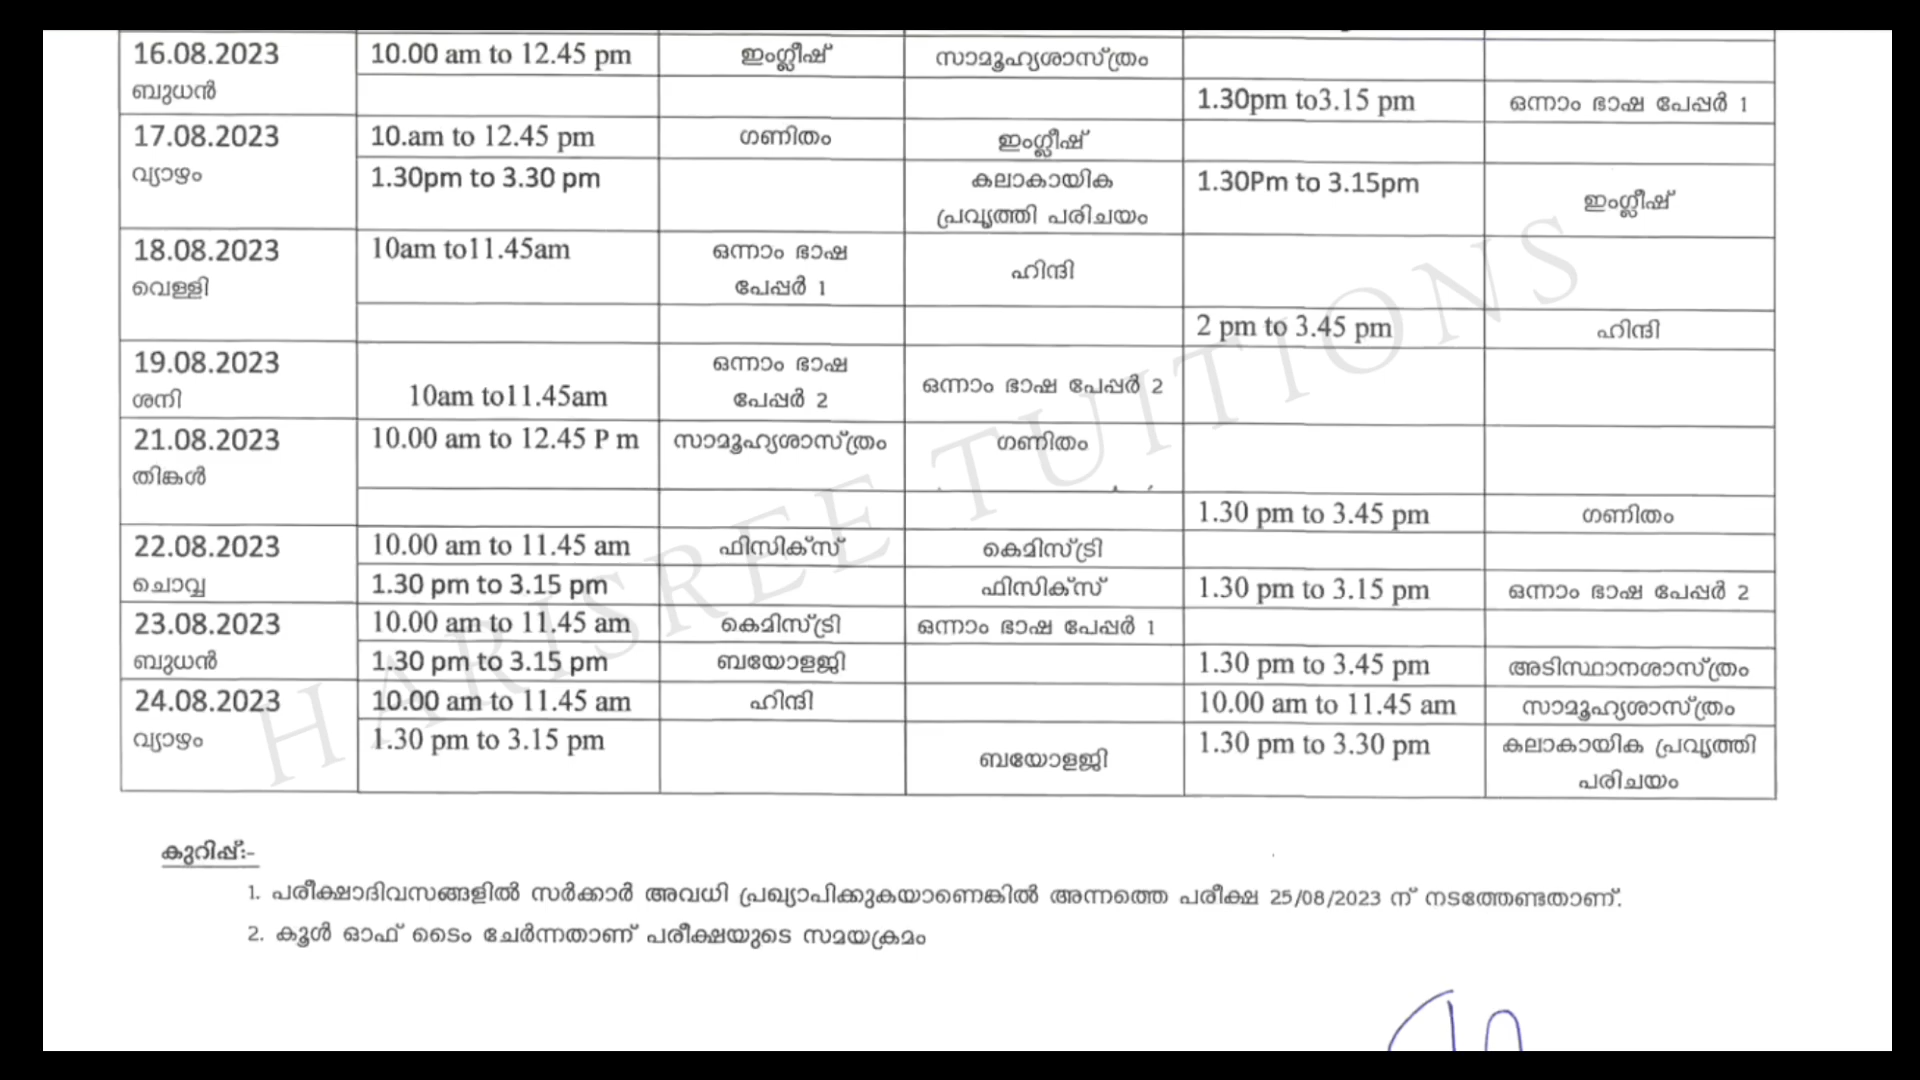 16.08.2023 10.00 am to 12.45 pm ഇംഗ്ലീഷ് സാമൂഹ്യശാസ്ത്രം
ബുധൻ 1.30pm to3.15 pm ഒന്നാം ഭാഷ പേപ്പർ 1
17.08.2023 10.am to 12.45 pm ഗണിതം ഇംഗ്ലീഷ്
വ്യാഴം 1.30pm to 3.30 pm കലാകായിക 1.30Pm to 3.15pm ഇംഗ്ലീഷ്
പ്രവൃത്തി പരിചയം
18.08.2023 10am to11.45am ഒന്നാം ഭാഷ ഹിന്ദി
വെള്ളി പേപ്പർ 1
2 pm to 3.45 pm ഹിന്ദി
19.08.2023 ഒന്നാം ഭാഷ
ശനി 10am to11.45am പേപ്പർ 2 ഒന്നാം ഭാഷ പേപ്പർ 2
21.08.2023 10.00 am to 12.45 P m സാമൂഹ്യശാസ്ത്രം ഗണിതം
തിങ്കൾ
1.30 pm to 3.45 pm ഗണിതം
22.08.2023 10.00 am to 11.45 am ഫിസിക്സ് കെമിസ്ട്രി
ചൊവ്വ 1.30 pm to 3.15 pm ഫിസിക്സ് 1.30 pm to 3.15 pm ഒന്നാം ഭാഷ പേപ്പർ 2
23.08.2023 10.00 am to 11.45 am കെമിസ്ട്രി ഒന്നാം ഭാഷ പേപ്പർ 1
ബുധൻ 1.30 pm to 3.15 pm ബയോളജി 1.30 pm to 3.45 pm അടിസ്ഥാനശാസ്ത്രം
24.08.2023 10.00 am to 11.45 am ഹിന്ദി 10.00 am to 11.45 am സാമൂഹ്യശാസ്ത്രം
വ്യാഴം 1.30 pm to 3.15 pm ബയോളജി 1.30 pm to 3.30 pm കലാകായിക പ്രവൃത്തി
പരിചയം
HARISREE TUITIONS
കുറിപ്പ്:-
1. പരീക്ഷാദിവസങ്ങളിൽ സർക്കാർ അവധി പ്രഖ്യാപിക്കുകയാണെങ്കിൽ അന്നത്തെ പരീക്ഷ 25/08/2023 ന് നടത്തേണ്ടതാണ്.
2. കൂൾ ഓഫ് ടൈം ചേർന്നതാണ് പരീക്ഷയുടെ സമയക്രമം